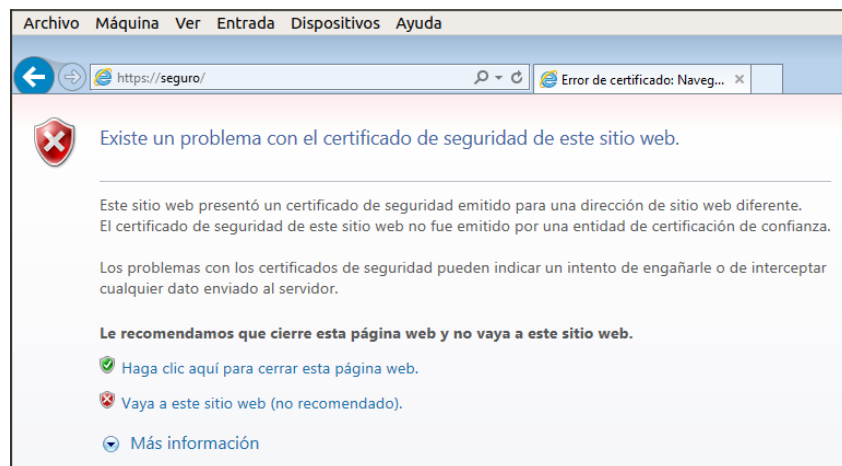 Archivo Máquina Ver Entrada Dispositivos Ayuda
https://seguro/
Error de certificado: Naveg...
Existe un problema con el certificado de seguridad de este sitio web.
Este sitio web presentó un certificado de seguridad emitido para una dirección de sitio web diferente.
El certificado de seguridad de este sitio web no fue emitido por una entidad de certificación de confianza.
Los problemas con los certificados de seguridad pueden indicar un intento de engañarle o de interceptar
cualquier dato enviado al servidor.
Le recomendamos que cierre esta página web y no vaya a este sitio web.
Haga clic aquí para cerrar esta página web.
Vaya a este sitio web (no recomendado).
Más información